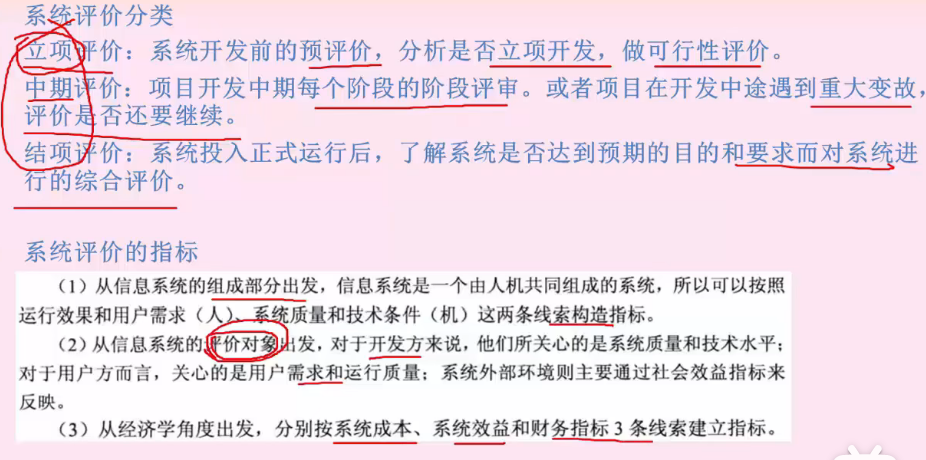 系统评价分类
立项评价：系统开发前的预评价，分析是否立项开发，做可行性评价。
中期评价：项目开发中期每个阶段的阶段评审。或者项目在开发中途遇到重大变故，
评价是否还要继续。
结项评价：系统投入正式运行后，了解系统是否达到预期的目的和要求而对系统进
行的综合评价。
系统评价的指标
（1）从信息系统的组成部分出发，信息系统是一个由人机共同组成的系统，所以可以按照
运行效果和用户需求（人）、系统质量和技术条件（机）这两条线索构造指标。
（2）从信息系统的评价对象出发，对于开发方来说，他们所关心的是系统质量和技术水平；
对于用户方而言，关心的是用户需求和运行质量；系统外部环境则主要通过社会效益指标来
反映。
（3）从经济学角度出发，分别按系统成本、系统效益和财务指标 3 条线索建立指标。